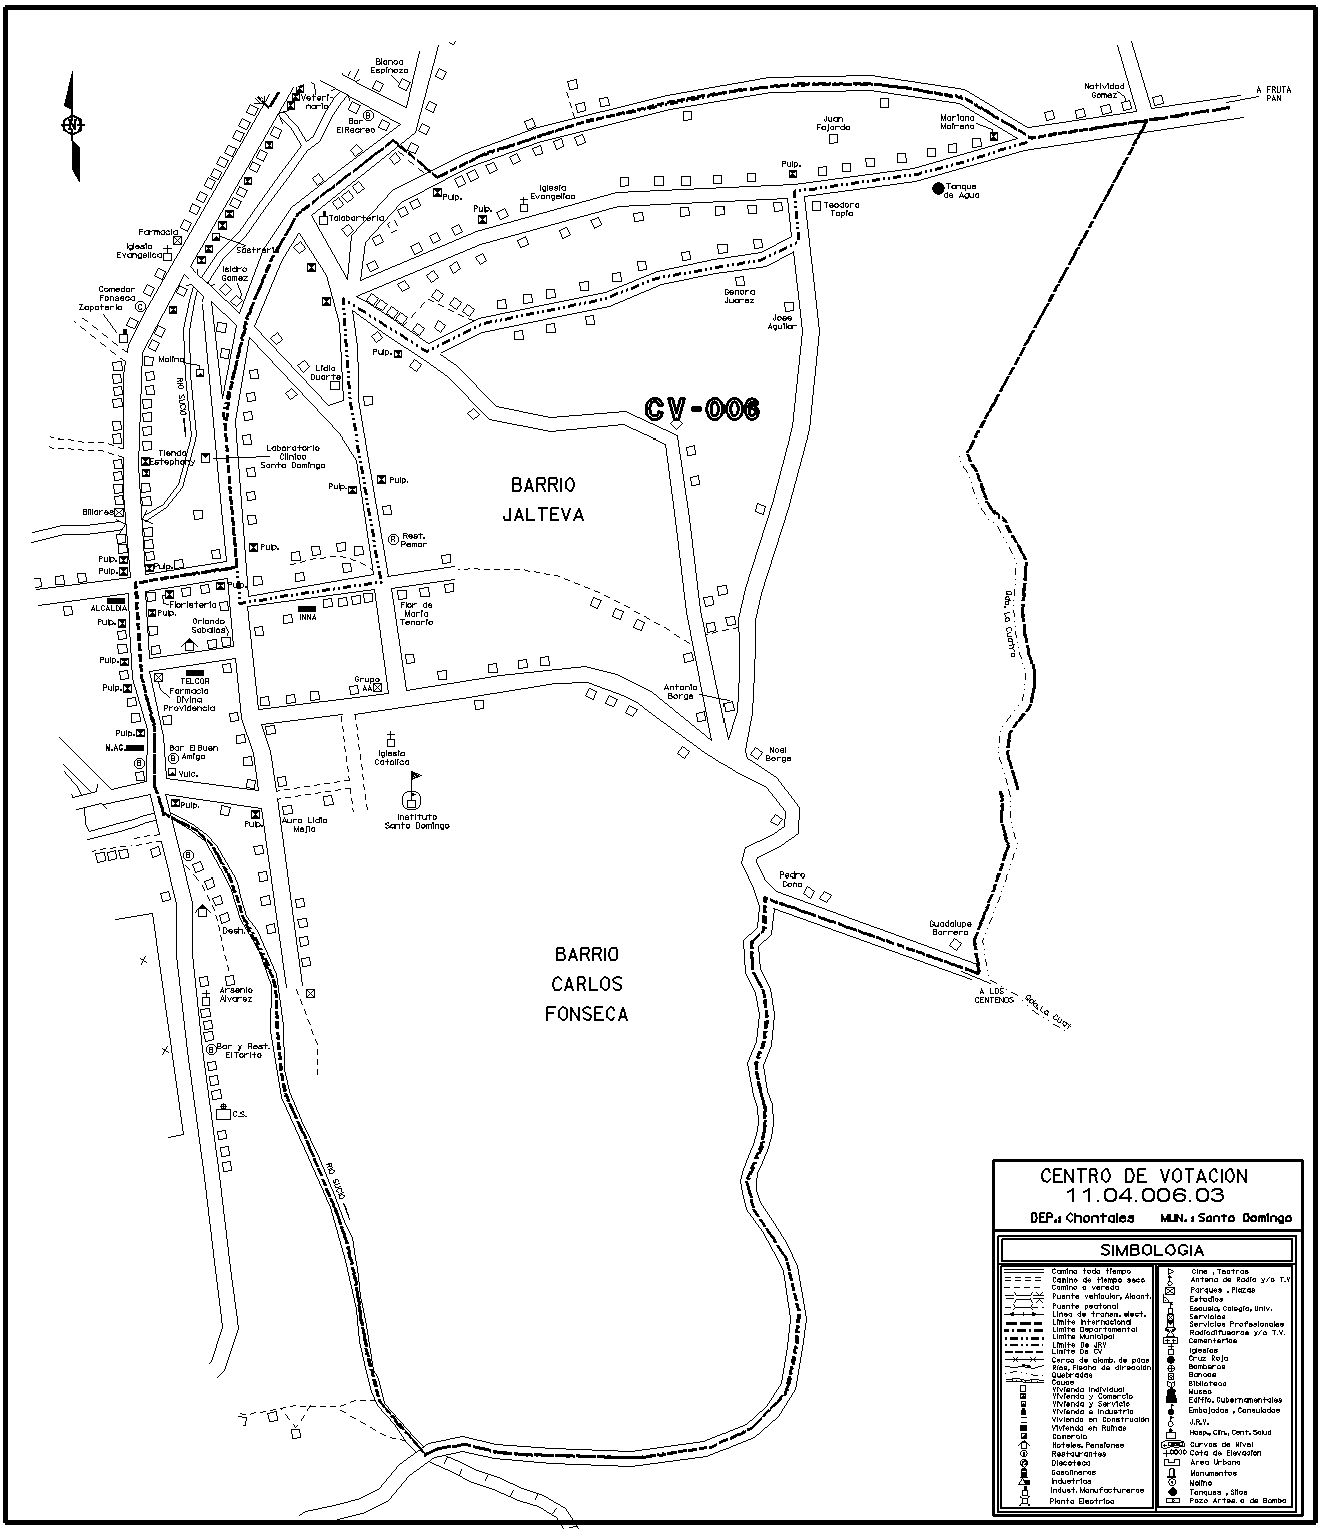 Blanca
Espinoza
Natividad
Gomez
A FRUTA
PAN
Veteri-
nario
Bar
El Recreo
Juan
Fajardo
Mariana
Mairena
Pulp.
Iglesia
Evangelica
Pulp.
Pulp.
Tanque
de Agua
Teodora
Tapia
Talabarteria
Farmacia
Iglesia
Evangelica
Sastreria
Isidro
Gomez
Comedor
Fonseca
Zapateria
Genara
Juarez
Jose
Aguilar
Molino
RIO SUCIO
Pulp.
Lidia
Duarte
CV-006
Tienda
Estephany
Laboratorio
Clinico
Santo Domingo
Pulp.
Pulp.
BARRIO
JALTEVA
Billares
Rest.
Pemar
Pulp.
Pulp.
Pulp.
Pulp.
Pulp.
ALCALDIA
Floristeria
Pulp.
INNA
Flor de
Maria
Tenorio
Pulp.
Orlando
Saballos
Qda. La Cuarta
Pulp.
TELCOR
Farmacia
Divina
Providencia
Pulp.
Grupo
AA
Antonio
Borge
Pulp.
M.AG.
Bar El Buen
Amigo
Vulc.
Iglesia
Catolica
Noel
Borge
Pulp.
Pulp.
Aura Lidia
Mejia
Instituto
Santo Domingo
Pedro
Dona
Guadalupe
Barrera
Desh.
BARRIO
CARLOS
FONSECA
Arsenio
Alvarez
A LOS
CENTENOS
Bar y Rest.
El Torito
C.S.
RIO SUCIO
CENTRO DE VOTACION
11.04.006.03
DEP.: Chontales MUN.: Santo Domingo
SIMBOLOGIA
Camino todo tiempo
Camino de tiempo seco
Camino o vereda
Puente vehicular, Alcant.
Puente peatonal
Linea de transm. elect.
Limite Internacional
Limite Departamental
Limite Municipal
Limite De JRV
Limite De CV
Cerca de alamb. de púas
Rios, Flecha de dirección
Quebradas
Cauce
Vivienda Individual
Vivienda y Comercio
Vivienda y Servicio
Vivienda e Industria
Vivienda en Construción
Vivienda en Ruinas
Comercio
Hoteles, Pensiones
Restaurantes
Discoteca
Gasolineras
Industrias
Indust. Manufactureras
Planta Electrica
Cine, Teatros
Antena de Radio y/o T.V
Parques, Plazas
Estadios
Escuela, Colegio, Univ.
Servicios
Servicios Profesionales
Radiodifusoras y/o T.V.
Cementerios
Iglesias
Cruz Roja
Bomberos
Bancos
Biblioteca
Museo
Edific. Gubernamentales
Embajadas, Consulados
J.R.V.
Hosp., Clin., Cent. Salud
Curvas de Nivel
Cota de Elevación
Area Urbana
Monumentos
Molino
Tanques, Silos
Pozo Artes. o de Bomba